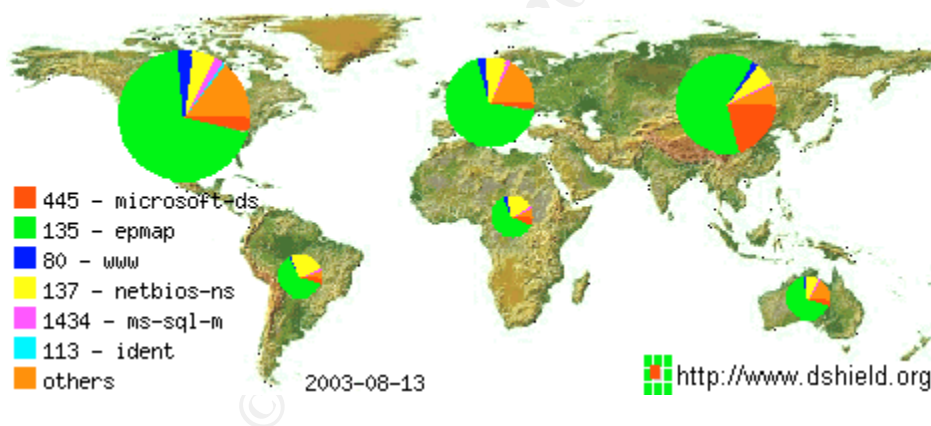 445 - microsoft-ds
135 - epmap
80 - www
137 - netbios-ns
1434 - ms-sql-m
113 - ident
others
2003-08-13
http://www.dshield.org
©